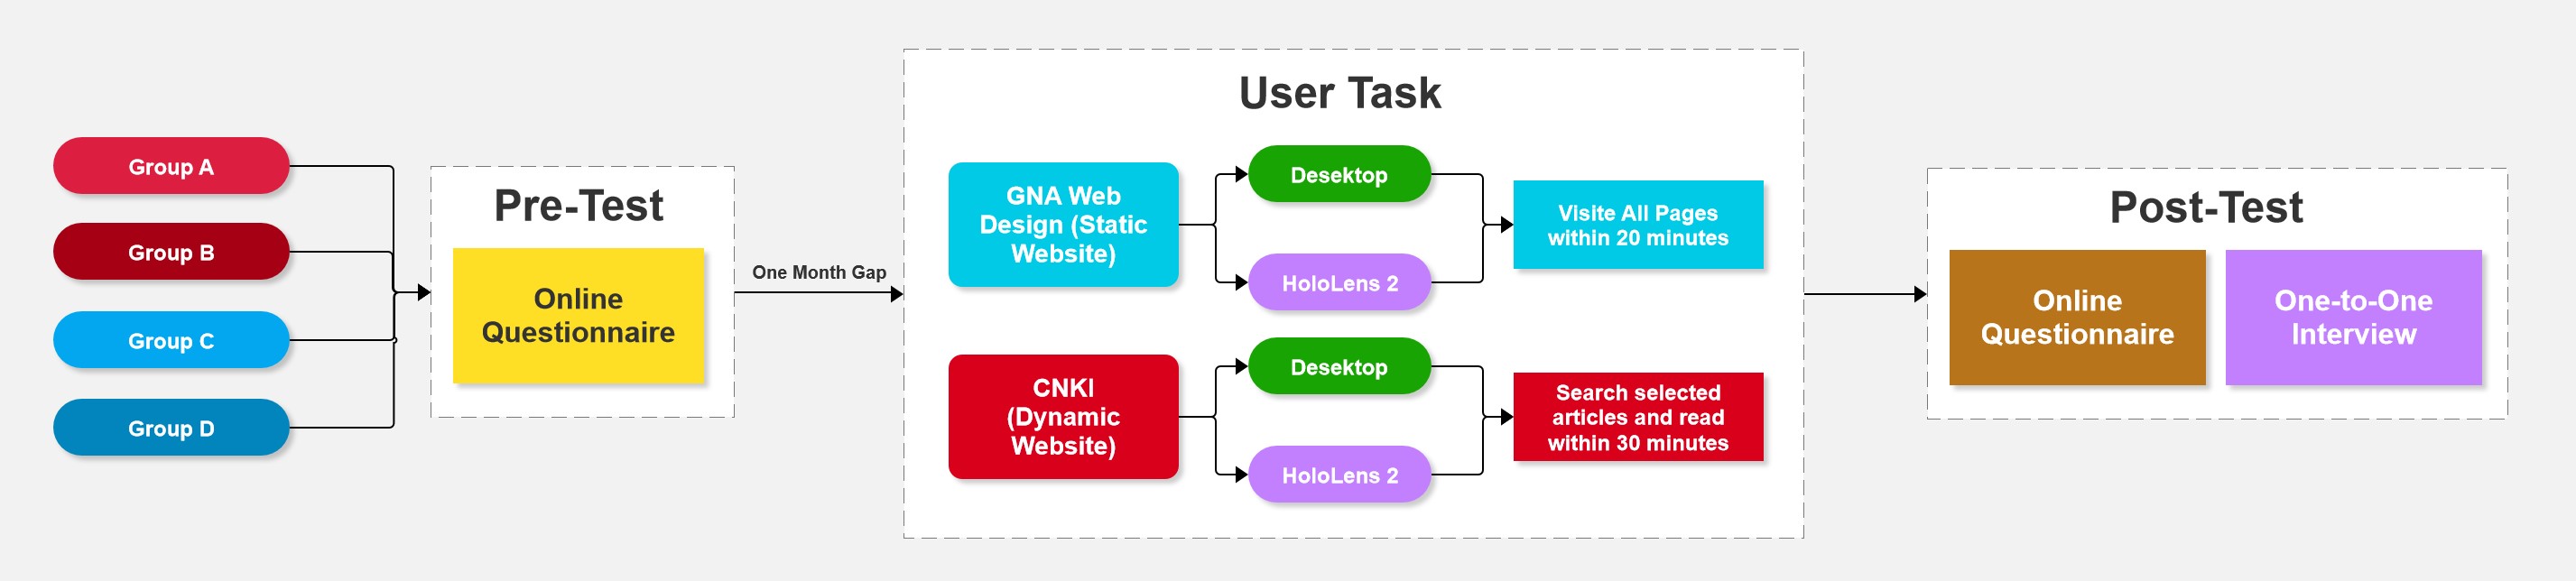 Group A
Group B
Group C
Group D
Pre-Test
Online
Questionnaire
One Month Gap
User Task
GNA Web
Design (Static
Website)
Desektop
HoloLens 2
Visite All Pages
within 20 minutes
CNKI
(Dynamic
Website)
Desektop
HoloLens 2
Search selected
articles and read
within 30 minutes
Post-Test
Online
Questionnaire
One-to-One
Interview